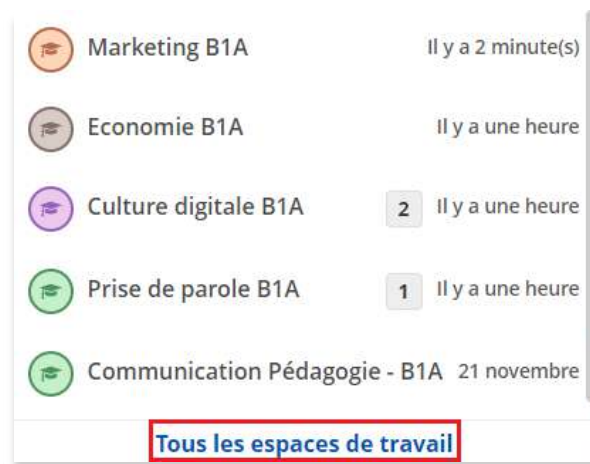 Marketing B1A Il y a 2 minute(s)
Economie B1A Il y a une heure
Culture digitale B1A 2 Il y a une heure
Prise de parole B1A 1 Il y a une heure
Communication Pédagogie - B1A 21 novembre
Tous les espaces de travail